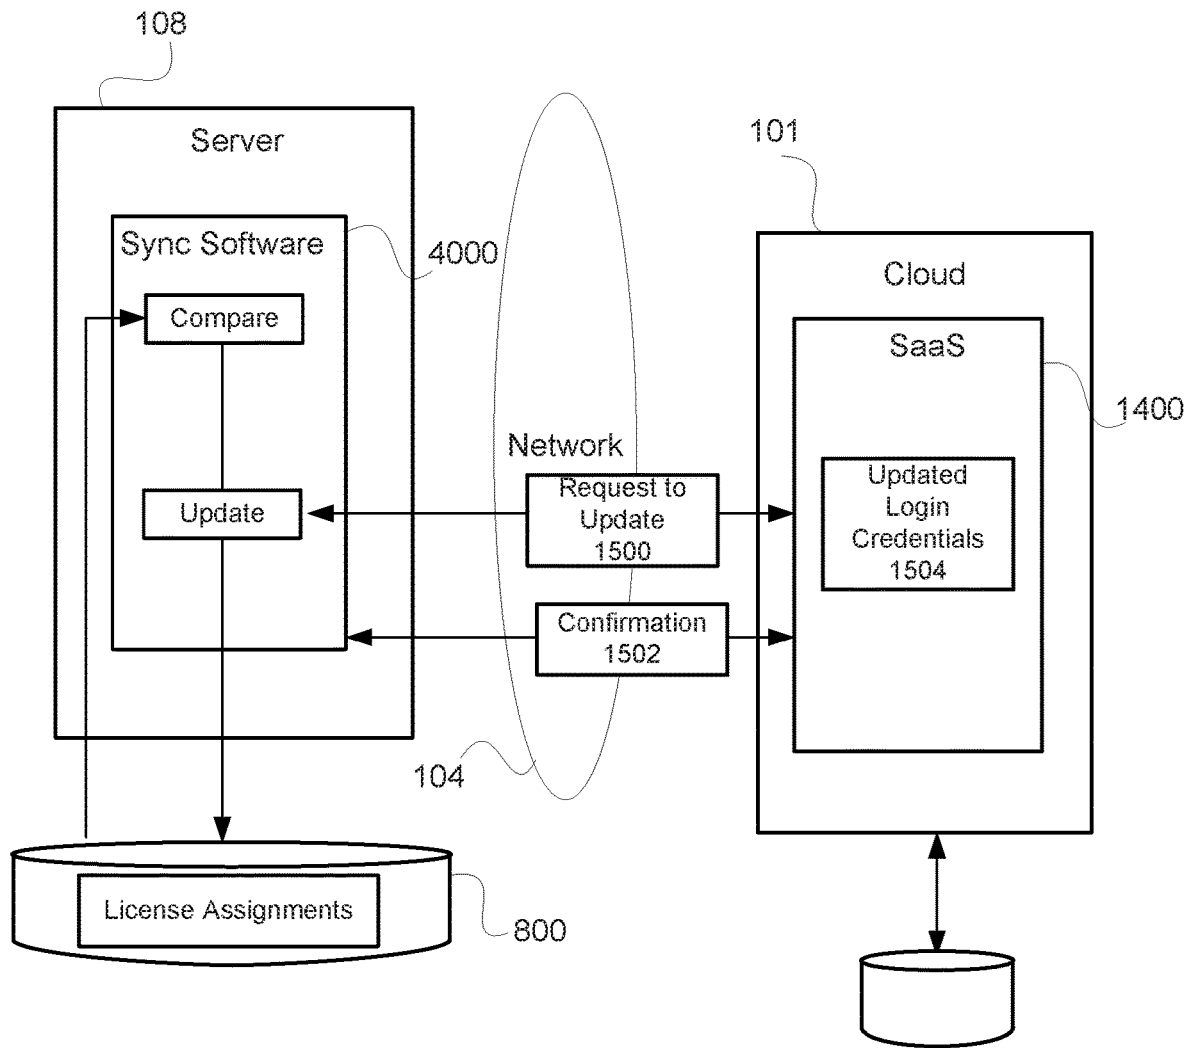 108
Server
101
Sync Software
4000
Cloud
Compare
SaaS
1400
Network
Request to
Update
1500
Updated
Login
Credentials
1504
Update
Confirmation
1502
104
License Assignments
800